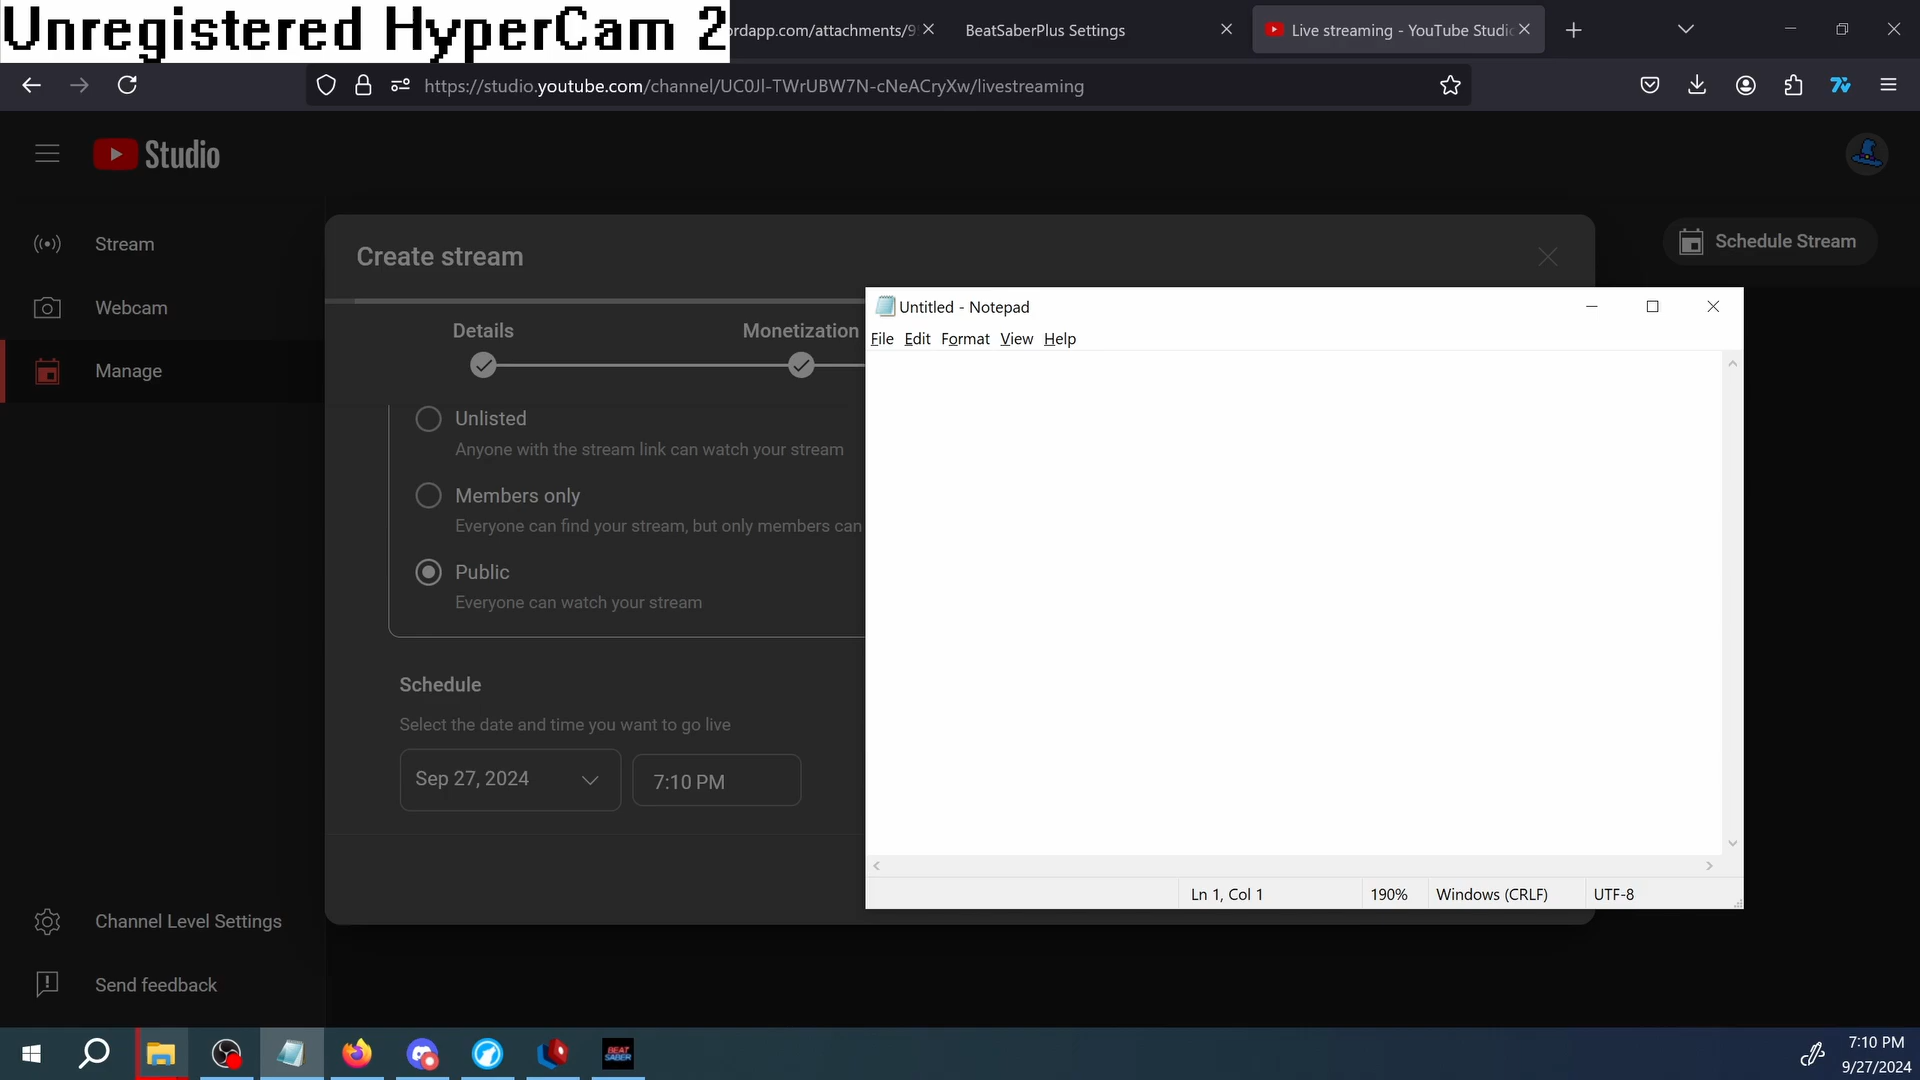 Unregistered HyperCam 2
ordapp.com/attachments/9
BeatSaberPlus Settings
Live streaming - YouTube Studi
https://studio.youtube.com/channel/UC0Jl-TWrUBW7N-cNeACryXw/livestreaming
Studio
Stream
Webcam
Manage
Schedule Stream
Create stream
Details
Monetization
Unlisted
Anyone with the stream link can watch your stream
Members only
Everyone can find your stream, but only members can
Public
Everyone can watch your stream
Schedule
Select the date and time you want to go live
Sep 27, 2024
7:10 PM
Untitled - Notepad
File Edit Format View Help
Ln 1, Col 1
190%
Windows (CRLF)
UTF-8
Channel Level Settings
Send feedback
BEAT
SABER
7:10 PM
9/27/2024